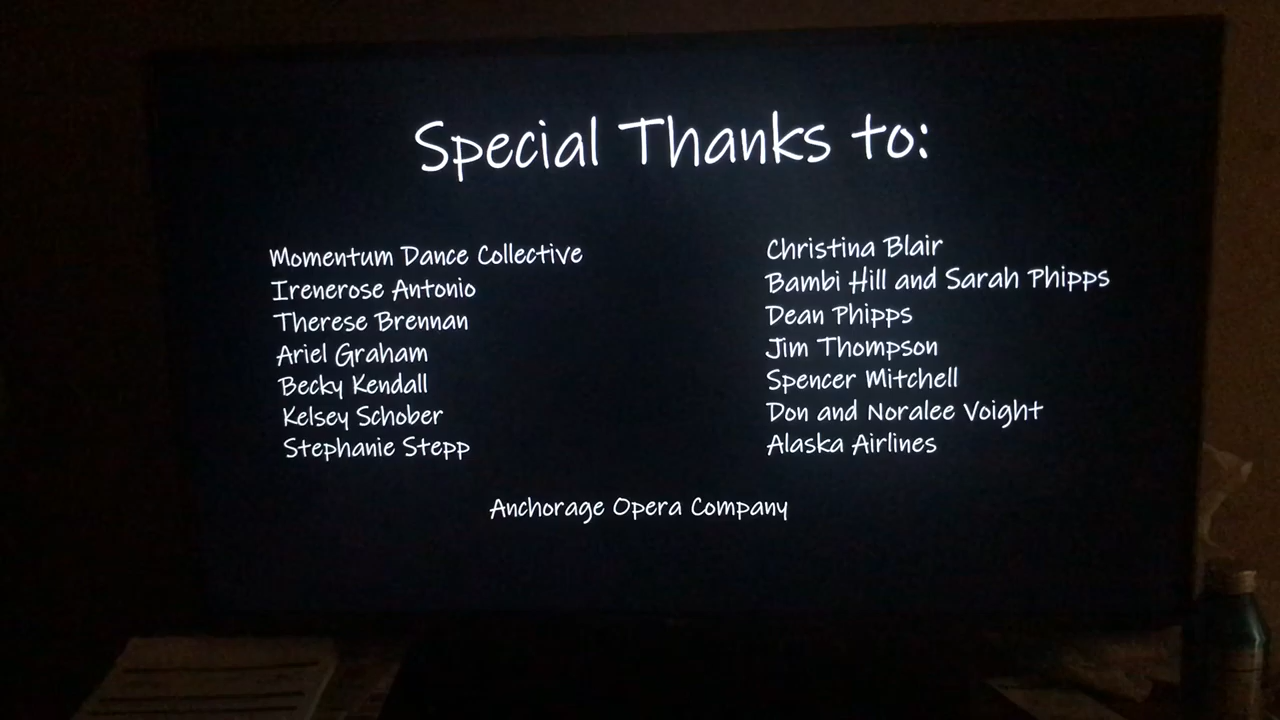 Special Thanks to:
Momentum Dance Collective
Irenerose Antonio
Therese Brennan
Ariel Graham
Becky Kendall
Kelsey Schober
Stephanie Stepp
Christina Blair
Bambi Hill and Sarah Phipps
Dean Phipps
Jim Thompson
Spencer Mitchell
Don and Noralee Voight
Alaska Airlines
Anchorage Opera Company